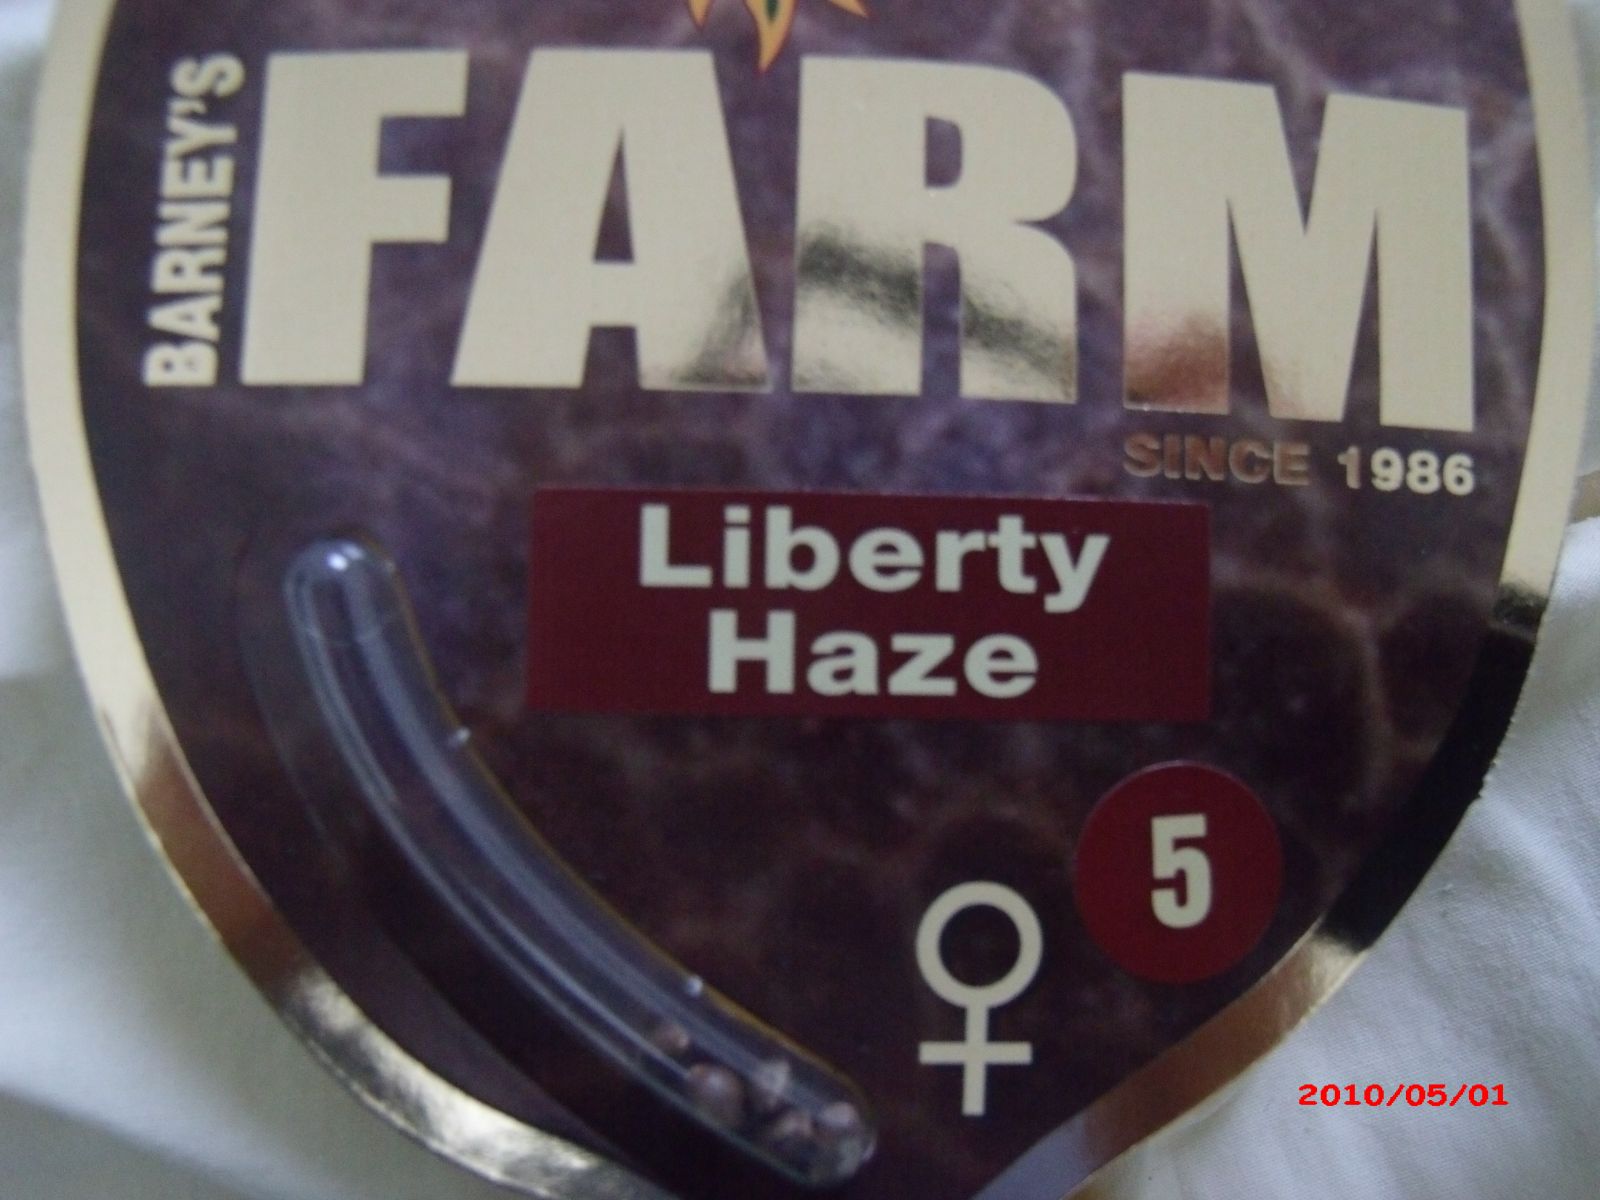 BARNEY'S
FARM
SINCE 1986
Liberty
Haze
5
2010/05/01